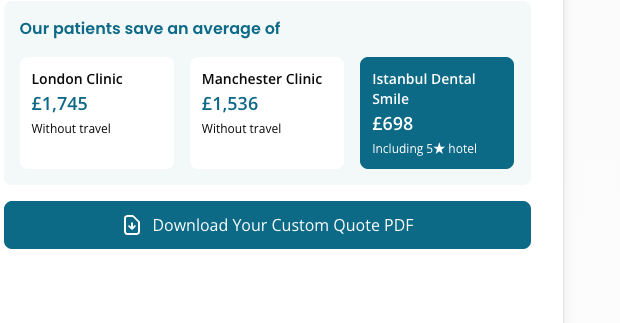 Our patients save an average of
London Clinic
£1,745
Without travel
Manchester Clinic
£1,536
Without travel
Istanbul Dental
Smile
£698
Including 5★ hotel
Download Your Custom Quote PDF